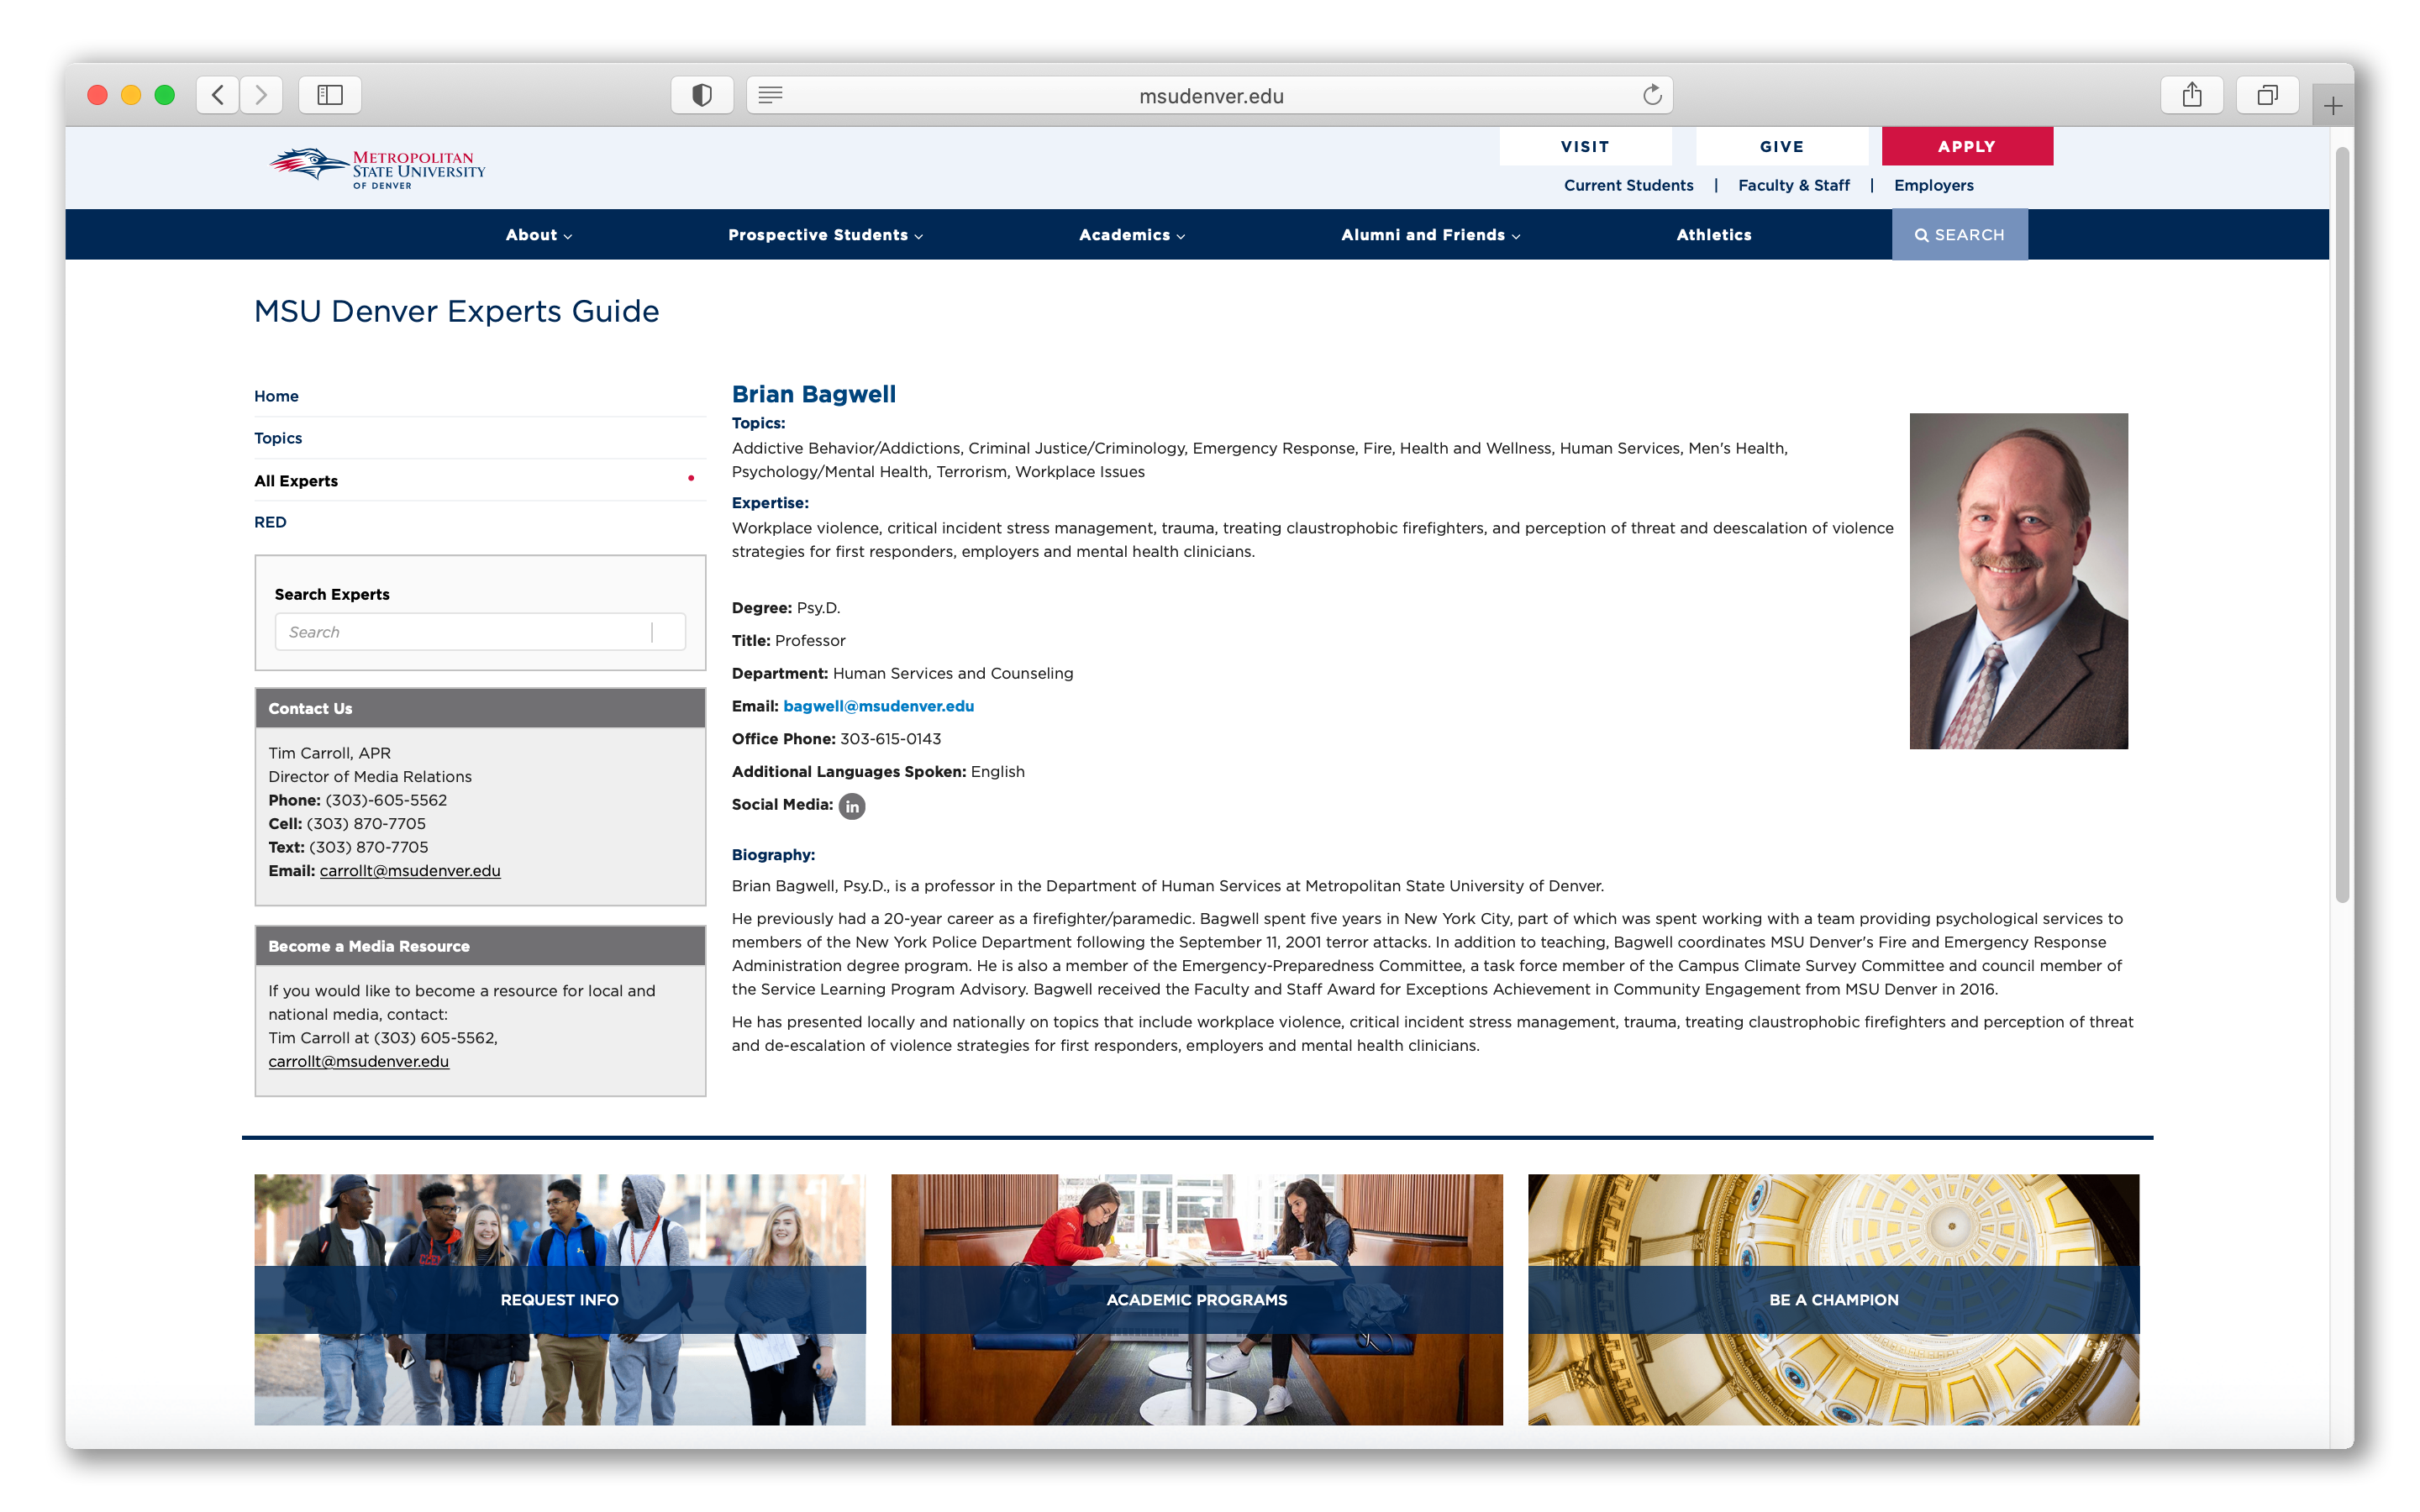 msudenver.edu
METROPOLITAN
STATE UNIVERSITY
OF DENVER
VISIT
GIVE
APPLY
Current Students | Faculty & Staff | Employers
About
Prospective Students
Academics
Alumni and Friends
Athletics
SEARCH
MSU Denver Experts Guide
Home
Topics
All Experts
RED
Search Experts
Search
Contact Us
Tim Carroll, APR
Director of Media Relations
Phone: (303)-605-5562
Cell: (303) 870-7705
Text: (303) 870-7705
Email: carrollt@msudenver.edu
Become a Media Resource
If you would like to become a resource for local and
national media, contact:
Tim Carroll at (303) 605-5562,
carrollt@msudenver.edu
Brian Bagwell
Topics:
Addictive Behavior/Addictions, Criminal Justice/Criminology, Emergency Response, Fire, Health and Wellness, Human Services, Men's Health,
Psychology/Mental Health, Terrorism, Workplace Issues
Expertise:
Workplace violence, critical incident stress management, trauma, treating claustrophobic firefighters, and perception of threat and deescalation of violence
strategies for first responders, employers and mental health clinicians.
Degree: Psy.D.
Title: Professor
Department: Human Services and Counseling
Email: bagwell@msudenver.edu
Office Phone: 303-615-0143
Additional Languages Spoken: English
Social Media: in
Biography:
Brian Bagwell, Psy.D., is a professor in the Department of Human Services at Metropolitan State University of Denver.
He previously had a 20-year career as a firefighter/paramedic. Bagwell spent five years in New York City, part of which was spent working with a team providing psychological services to
members of the New York Police Department following the September 11, 2001 terror attacks. In addition to teaching, Bagwell coordinates MSU Denver's Fire and Emergency Response
Administration degree program. He is also a member of the Emergency-Preparedness Committee, a task force member of the Campus Climate Survey Committee and council member of
the Service Learning Program Advisory. Bagwell received the Faculty and Staff Award for Exceptions Achievement in Community Engagement from MSU Denver in 2016.
He has presented locally and nationally on topics that include workplace violence, critical incident stress management, trauma, treating claustrophobic firefighters and perception of threat
and de-escalation of violence strategies for first responders, employers and mental health clinicians.
REQUEST INFO
ACADEMIC PROGRAMS
BE A CHAMPION